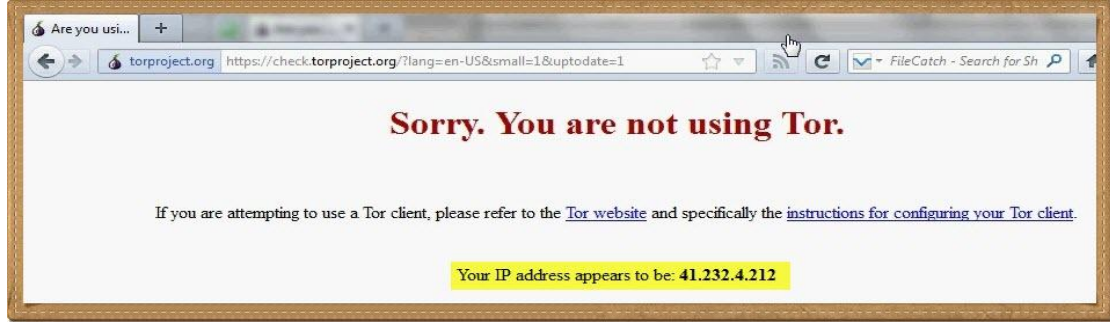 Are you usi...
torproject.org https://check.torproject.org/?lang=en-US&small=1&uptodate=1 FileCatch - Search for Sh
Sorry. You are not using Tor.
If you are attempting to use a Tor client, please refer to the Tor website and specifically the instructions for configuring your Tor client.
Your IP address appears to be: 41.232.4.212